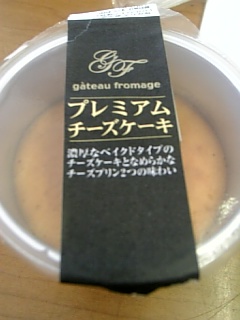 GF
gâteau fromage
プレミアム
チーズケーキ
濃厚なベイクドタイプの
チーズケーキとなめらかな
チーズプリン2つの味わい